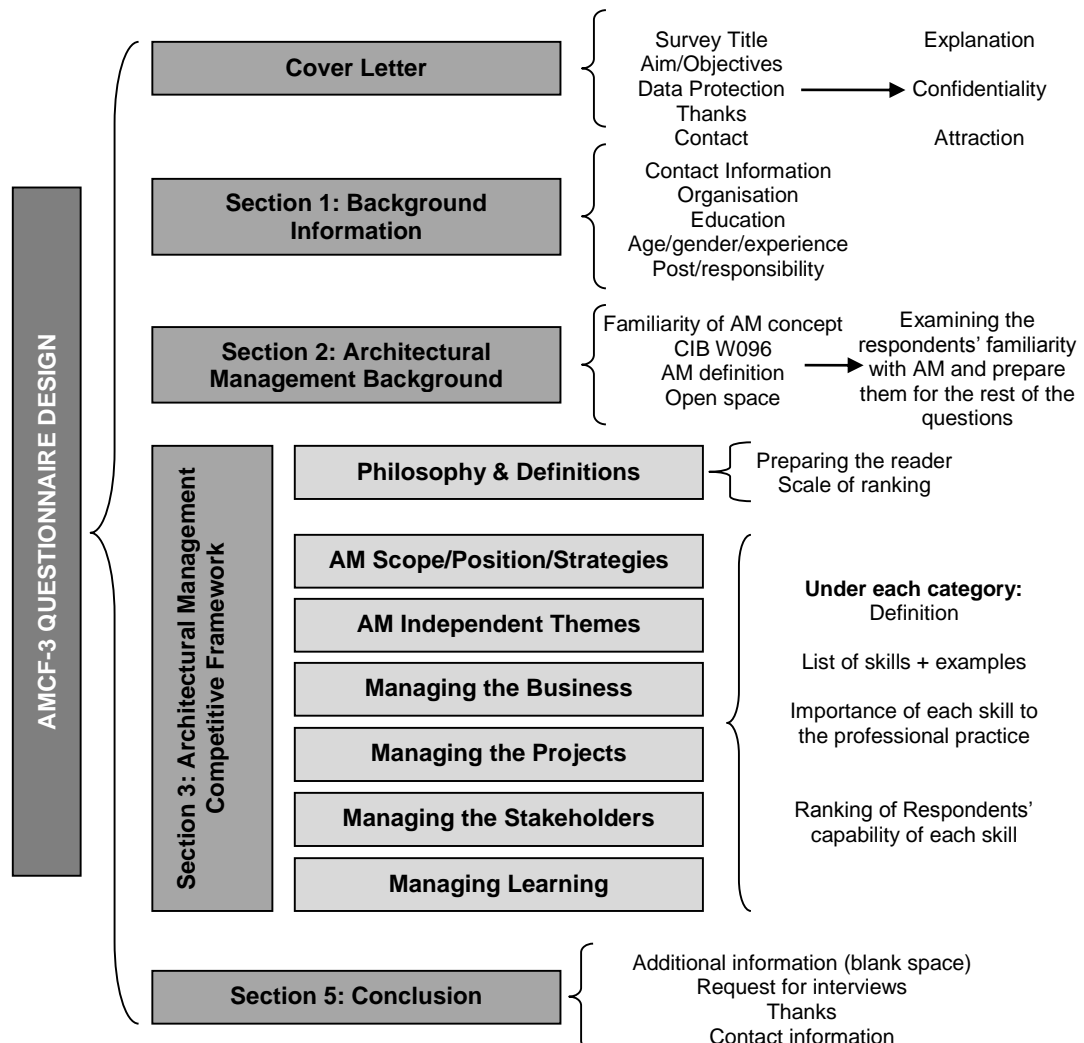 AMCF-3 QUESTIONNAIRE DESIGN
Cover Letter
Survey Title
Aim/Objectives
Data Protection
Thanks
Contact
Explanation
Confidentiality
Attraction
Section 1: Background
Information
Contact Information
Organisation
Education
Age/gender/experience
Post/responsibility
Section 2: Architectural
Management Background
Familiarity of AM concept
CIB W096
AM definition
Open space
Examining the
respondents’ familiarity
with AM and prepare
them for the rest of the
questions
Section 3: Architectural Management
Competitive Framework
Philosophy & Definitions
Preparing the reader
Scale of ranking
AM Scope/Position/Strategies
AM Independent Themes
Managing the Business
Managing the Projects
Managing the Stakeholders
Managing Learning
Under each category:
Definition
List of skills + examples
Importance of each skill to
the professional practice
Ranking of Respondents’
capability of each skill
Section 5: Conclusion
Additional information (blank space)
Request for interviews
Thanks
Contact information